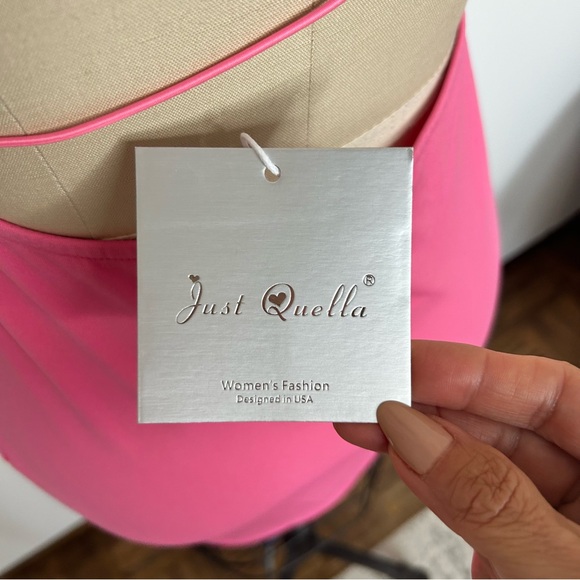 Just Quella®
Women's Fashion
Designed in USA